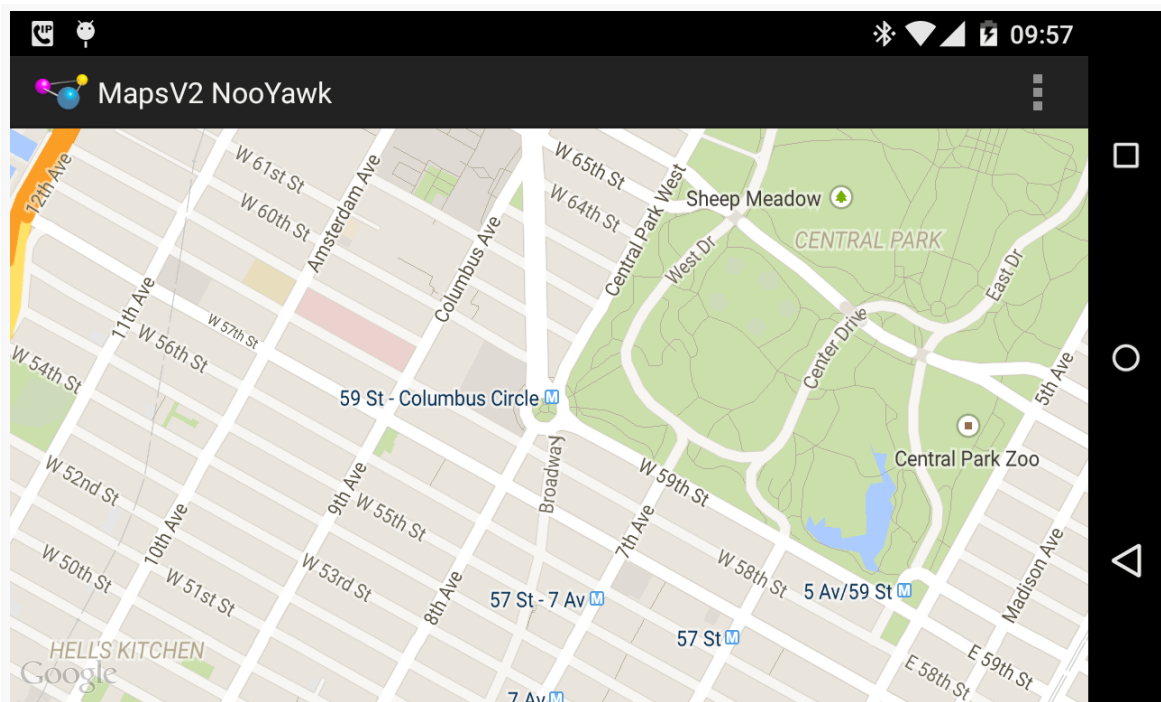 09:57
MapsV2 NooYawk
12th Ave
W 61st St
W 60th St
Amsterdam Ave
Columbus Ave
W 65th St
W 64th St
Central Park West
Sheep Meadow
CENTRAL PARK
West Dr
East Dr
11th Ave
W 57th St
W 56th St
W 54th St
Center Drive
5th Ave
59 St - Columbus Circle M
Central Park Zoo
Broadway
W 59th St
W 52nd St
9th Ave
W 55th St
10th Ave
7th Ave
W 50th St
W 51st St
W 53rd St
8th Ave
W 58th St
5 Av/59 St M
Madison Ave
57 St - 7 Av M
57 St M
HELL'S KITCHEN
Google
E 59th St
E 58th St
7 Av M